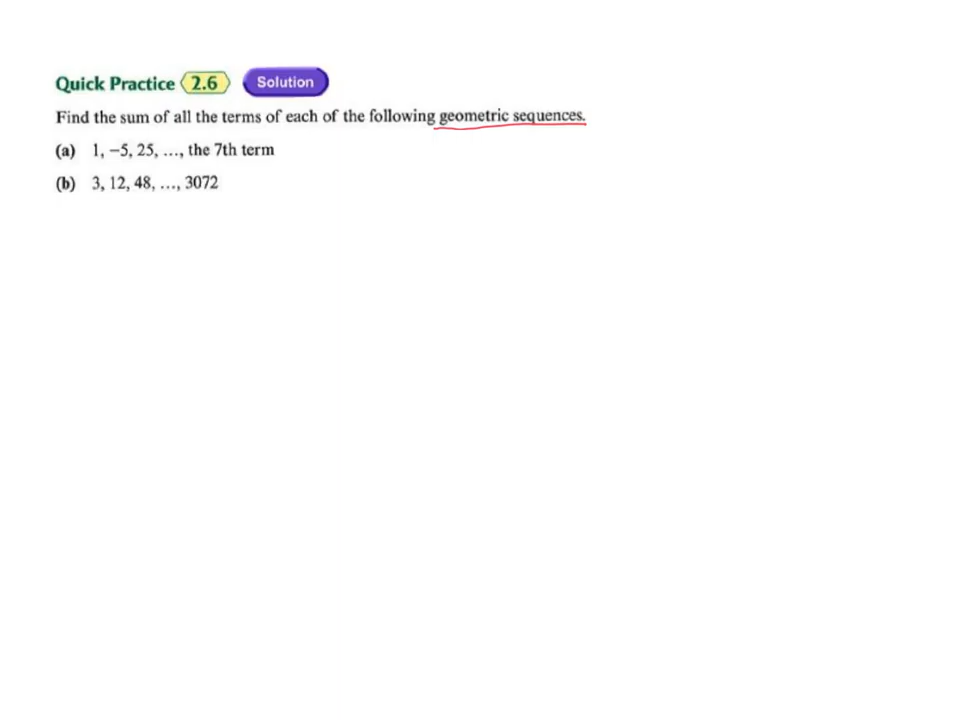 Quick Practice 2.6 Solution
Find the sum of all the terms of each of the following geometric sequences.
(a) 1, −5, 25, ..., the 7th term
(b) 3, 12, 48, ..., 3072